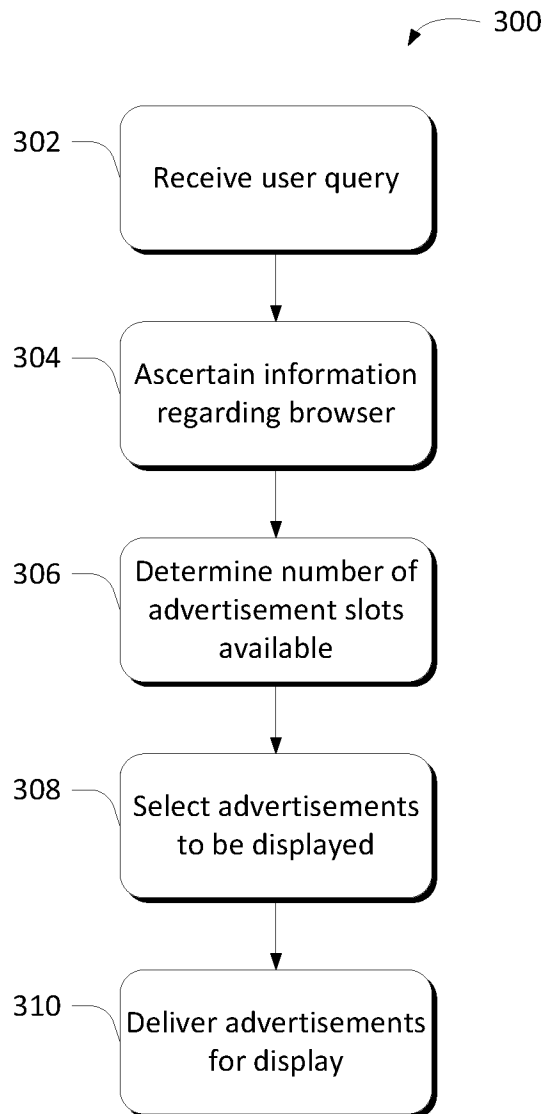 300
302
Receive user query
304
Ascertain information
regarding browser
306
Determine number of
advertisement slots
available
308
Select advertisements
to be displayed
310
Deliver advertisements
for display